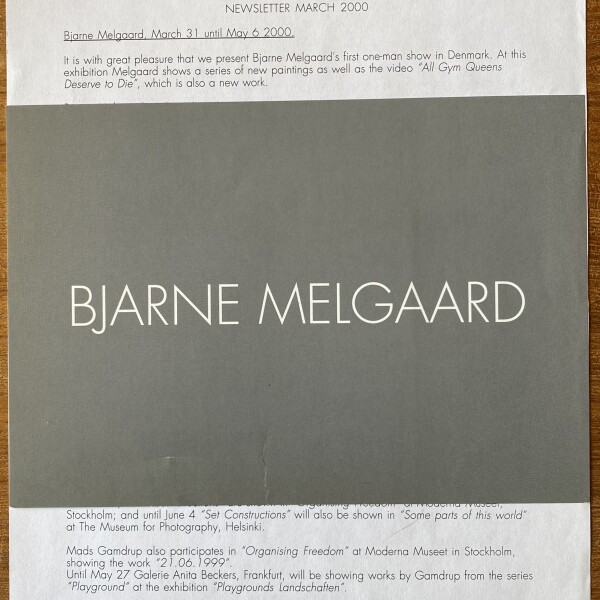 NEWSLETTER MARCH 2000
Bjarne Melgaard, March 31 until May 6 2000.
It is with great pleasure that we present Bjarne Melgaard's first one-man show in Denmark. At this
exhibition Melgaard shows a series of new paintings as well as the video "All Gym Queens
Deserve to Die", which is also a new work.
BJARNE MELGAARD
Stockholm; and until June 4 "Set Constructions" will also be shown in "Some parts of this world"
at The Museum for Photography, Helsinki.
Mads Gamdrup also participates in "Organising Freedom" at Moderna Museet in Stockholm,
showing the work "21.06.1999".
Until May 27 Galerie Anita Beckers, Frankfurt, will be showing works by Gamdrup from the series
"Playground" at the exhibition "Playgrounds Landschaften".